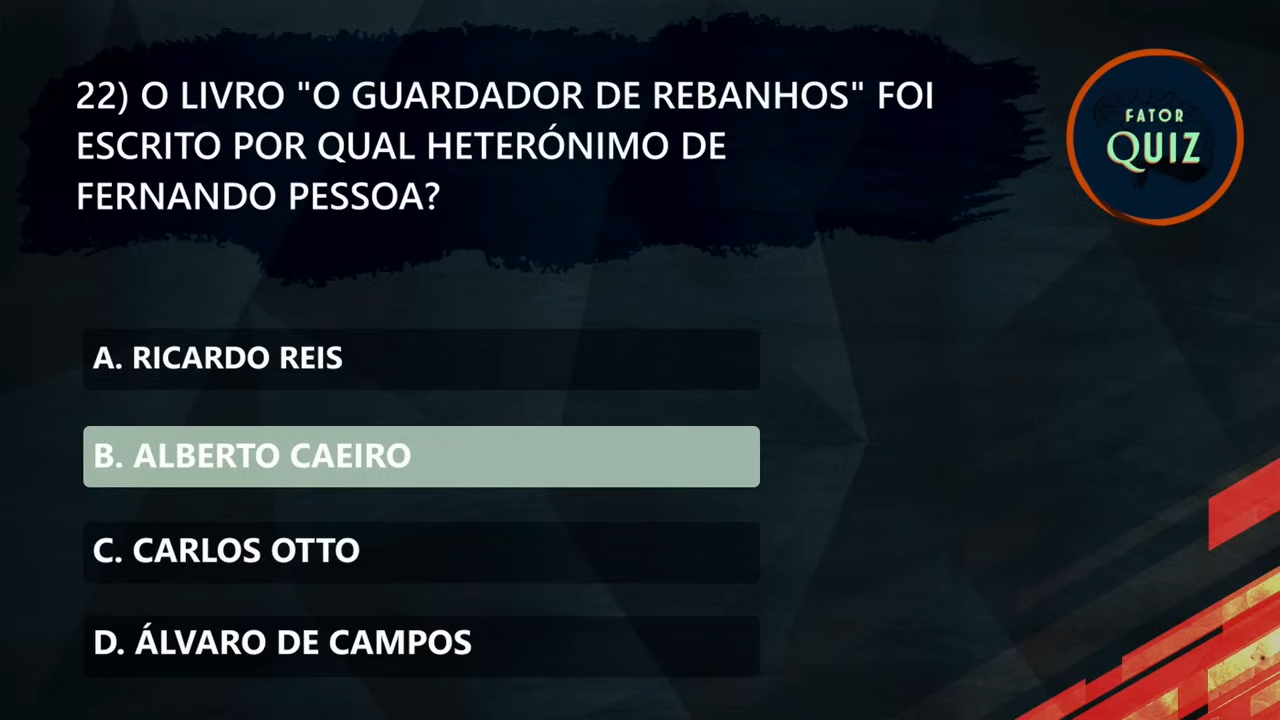 22) O LIVRO "O GUARDADOR DE REBANHOS" FOI
ESCRITO POR QUAL HETERÓNIMO DE
FERNANDO PESSOA?
FATOR
QUIZ
A. RICARDO REIS
B. ALBERTO CAEIRO
C. CARLOS OTTO
D. ÁLVARO DE CAMPOS